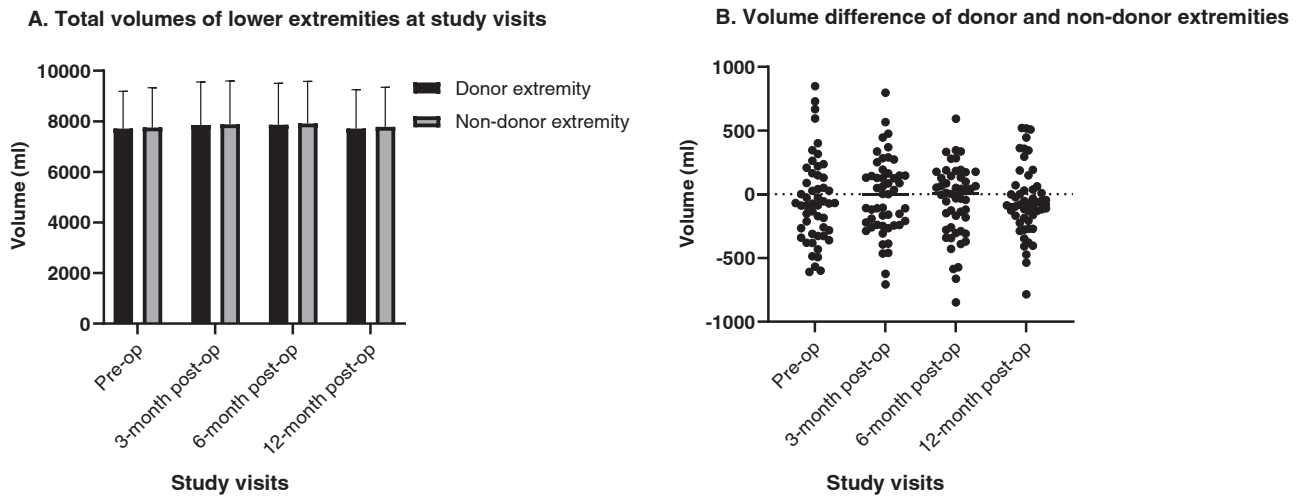 A. Total volumes of lower extremities at study visits
10000
8000
6000
4000
2000
0
Volume (ml)
Donor extremity
Non-donor extremity
Pre-op
3-month post-op
6-month post-op
12-month post-op
Study visits
B. Volume difference of donor and non-donor extremities
1000
500
0
-500
-1000
Volume (ml)
Pre-op
3-month post-op
6-month post-op
12-month post-op
Study visits